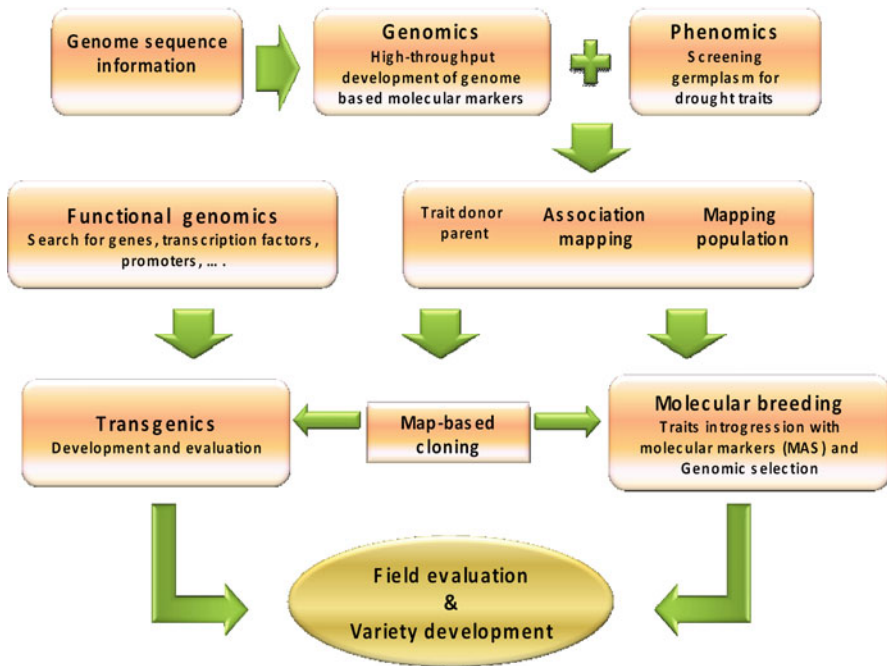 Genome sequence
information
Genomics
High-throughput
development of genome
based molecular markers
Phenomics
Screening
germplasm for
drought traits
Functional genomics
Search for genes, transcription factors,
promoters, ... .
Trait donor
parent
Association
mapping
Mapping
population
Transgenics
Development and evaluation
Map-based
cloning
Molecular breeding
Traits introgression with
molecular markers (MAS) and
Genomic selection
Field evaluation
&
Variety development